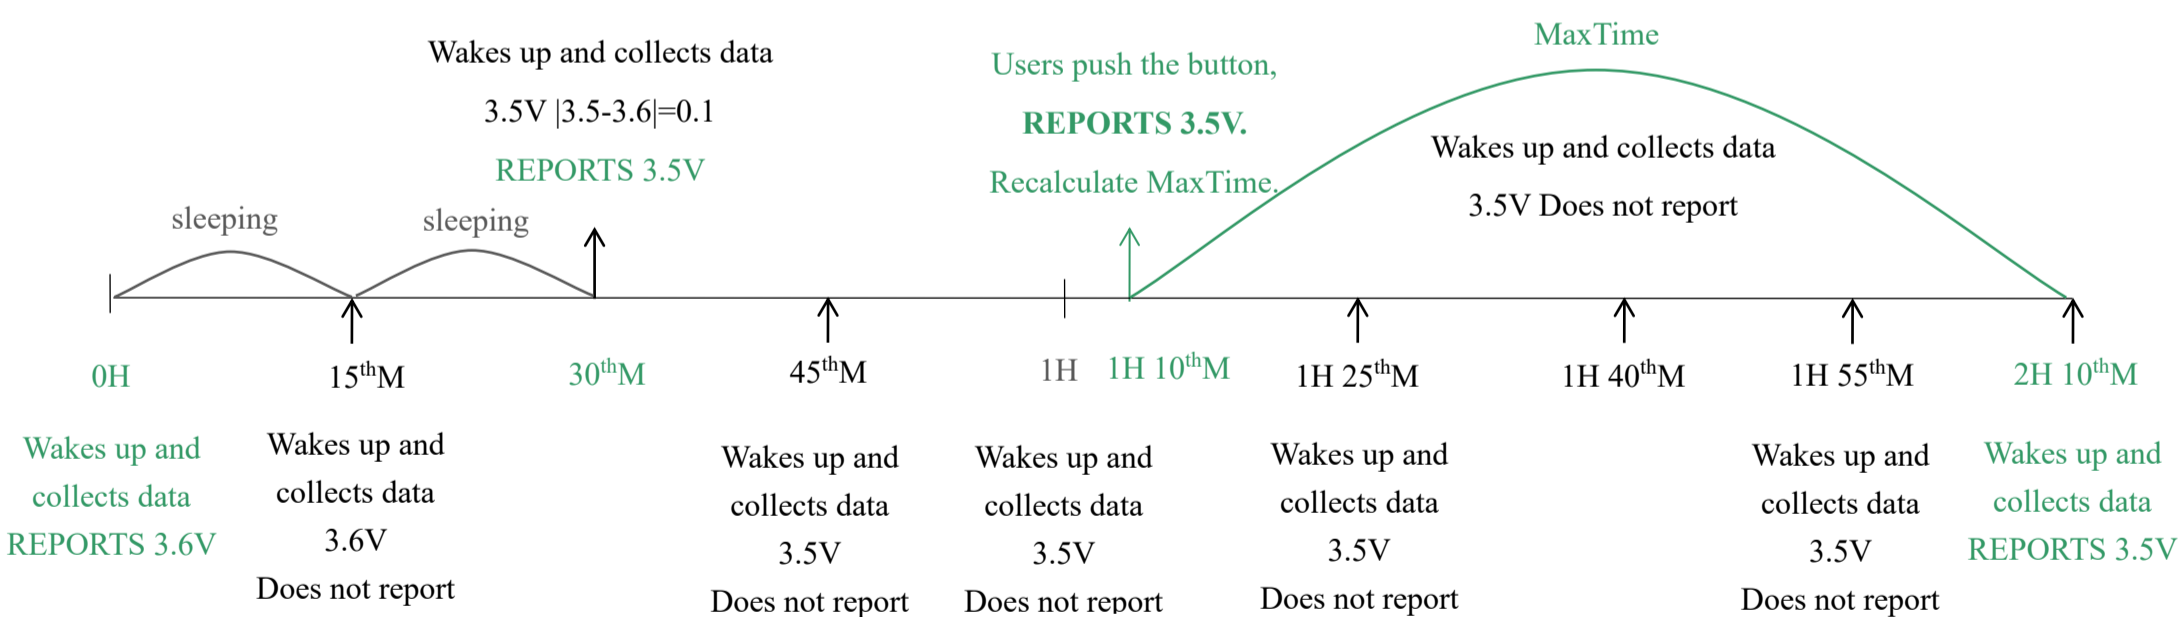 MaxTime
Wakes up and collects data
3.5V |3.5-3.6|=0.1
REPORTS 3.5V
Users push the button,
REPORTS 3.5V.
Recalculate MaxTime.
Wakes up and collects data
3.5V Does not report
sleeping
sleeping
0H
15thM
30thM
45thM
1H
1H 10thM
1H 25thM
1H 40thM
1H 55thM
2H 10thM
Wakes up and
collects data
REPORTS 3.6V
Wakes up and
collects data
3.6V
Does not report
Wakes up and
collects data
3.5V
Does not report
Wakes up and
collects data
3.5V
Does not report
Wakes up and
collects data
3.5V
Does not report
Wakes up and
collects data
3.5V
Does not report
Wakes up and
collects data
REPORTS 3.5V